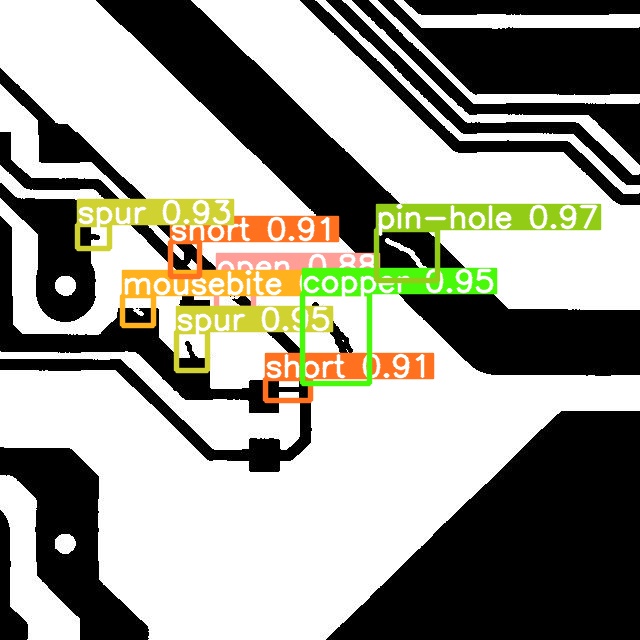 spur 0.93
short 0.91
pin-hole 0.97
open 0.88
mousebite
copper 0.95
spur 0.95
short 0.91